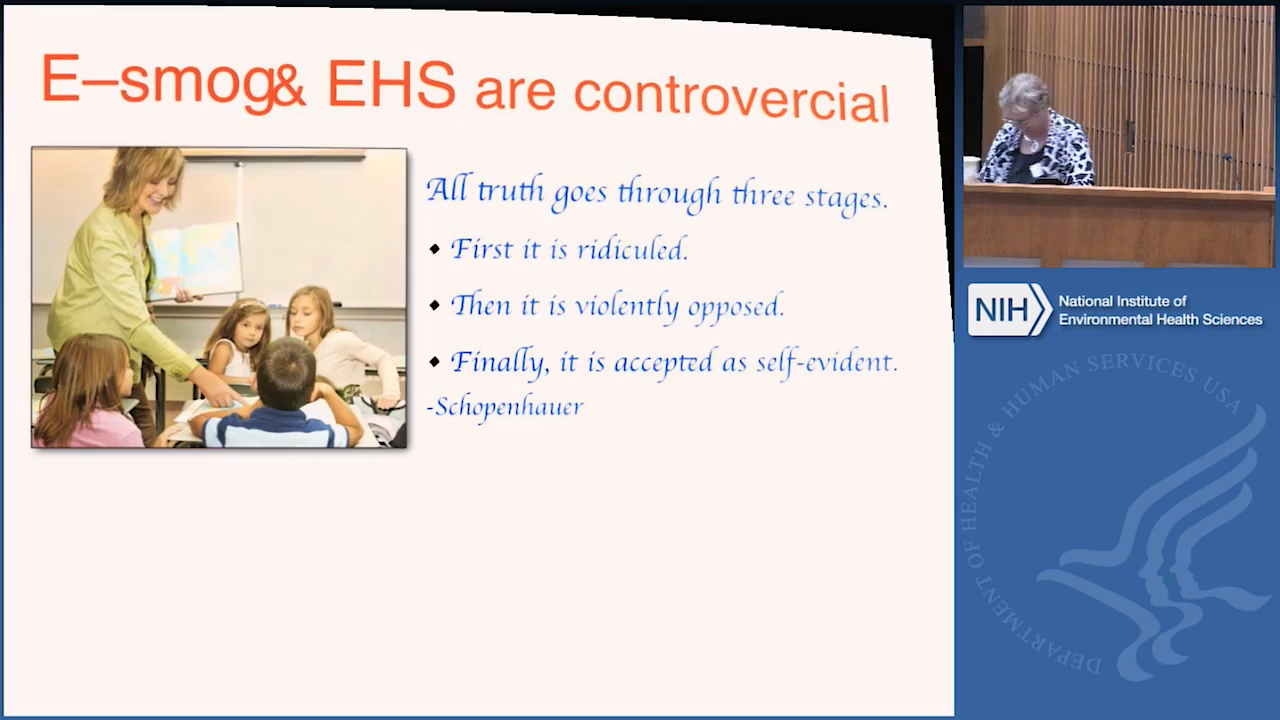 E–smog& EHS are controvercial
All truth goes through three stages.
• First it is ridiculed.
• Then it is violently opposed.
• Finally, it is accepted as self-evident.
-Schopenhauer
NIH
National Institute of
Environmental Health Sciences
DEPARTMENT OF HEALTH & HUMAN SERVICES USA